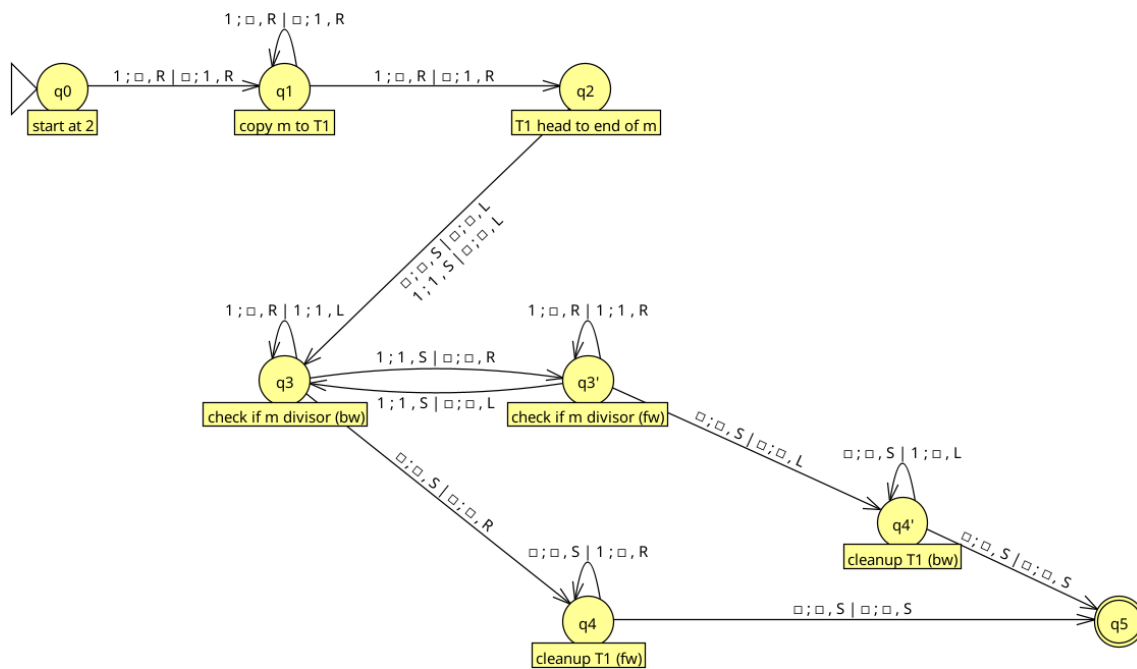 1 ; □ , R | □ ; 1 , R
q0
1 ; □ , R | □ ; 1 , R
q1
1 ; □ , R | □ ; 1 , R
q2
start at 2
copy m to T1
T1 head to end of m
□ ; □ , S | □ ; □ , L
1 ; 1 , S | □ ; □ , L
1 ; □ , R | 1 ; 1 , L
1 ; □ , R | 1 ; 1 , R
q3
1 ; 1 , S | □ ; □ , R
q3'
1 ; 1 , S | □ ; □ , L
check if m divisor (bw)
check if m divisor (fw)
□ ; □ , S | □ ; □ , L
□ ; □ , S | 1 ; □ , L
□ ; □ , S | □ ; □ , R
q4'
cleanup T1 (bw)
□ ; □ , S | □ ; □ , S
□ ; □ , S | 1 ; □ , R
q4
□ ; □ , S | □ ; □ , S
q5
cleanup T1 (fw)